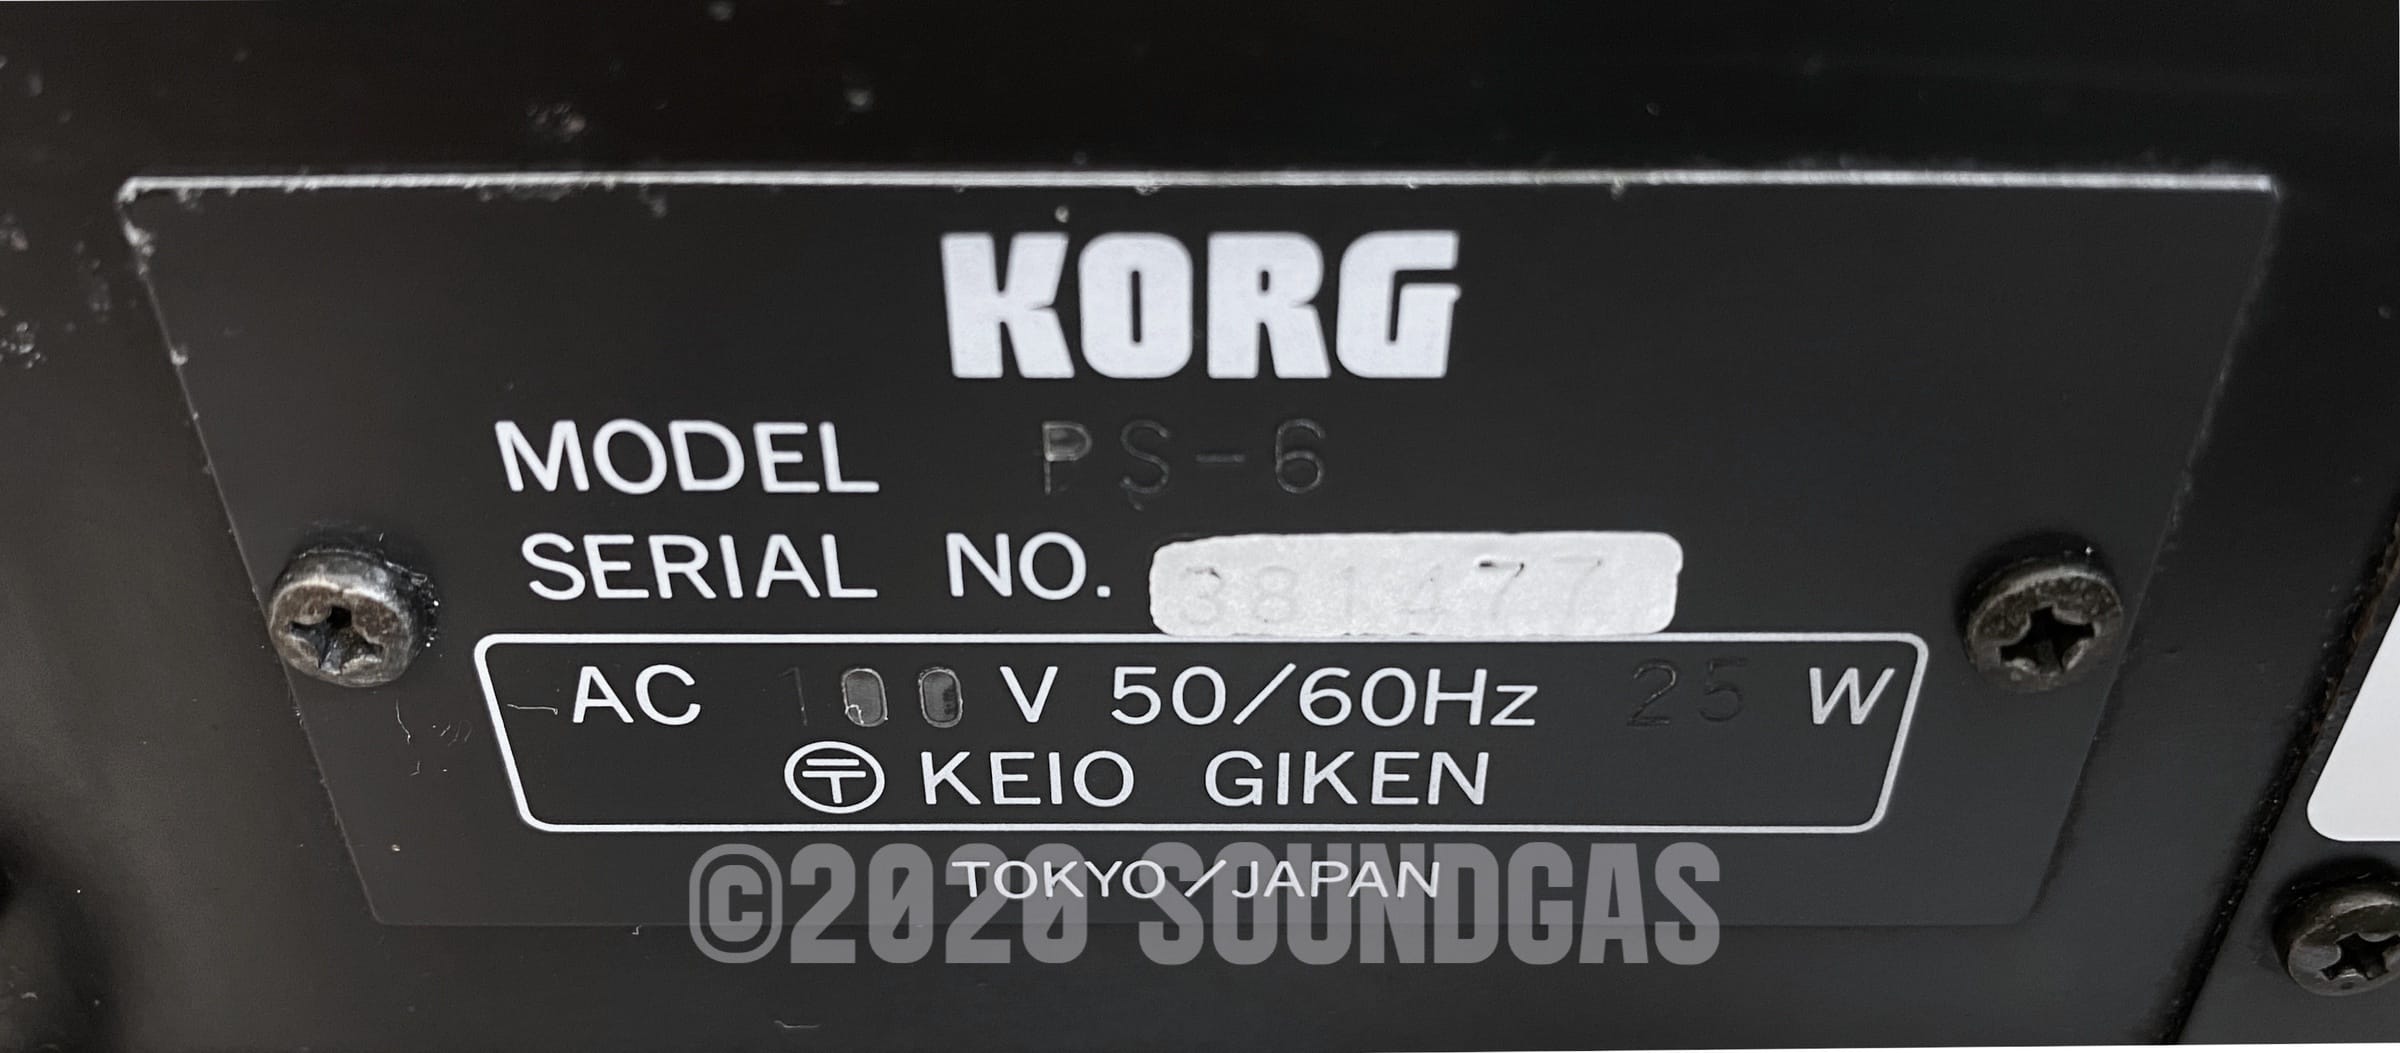 KORG
MODEL PS-6
SERIAL NO. 381477
AC 100 V 50/60Hz 25 W
KEIO GIKEN
TOKYO/JAPAN
©2020 SOUNDGAS